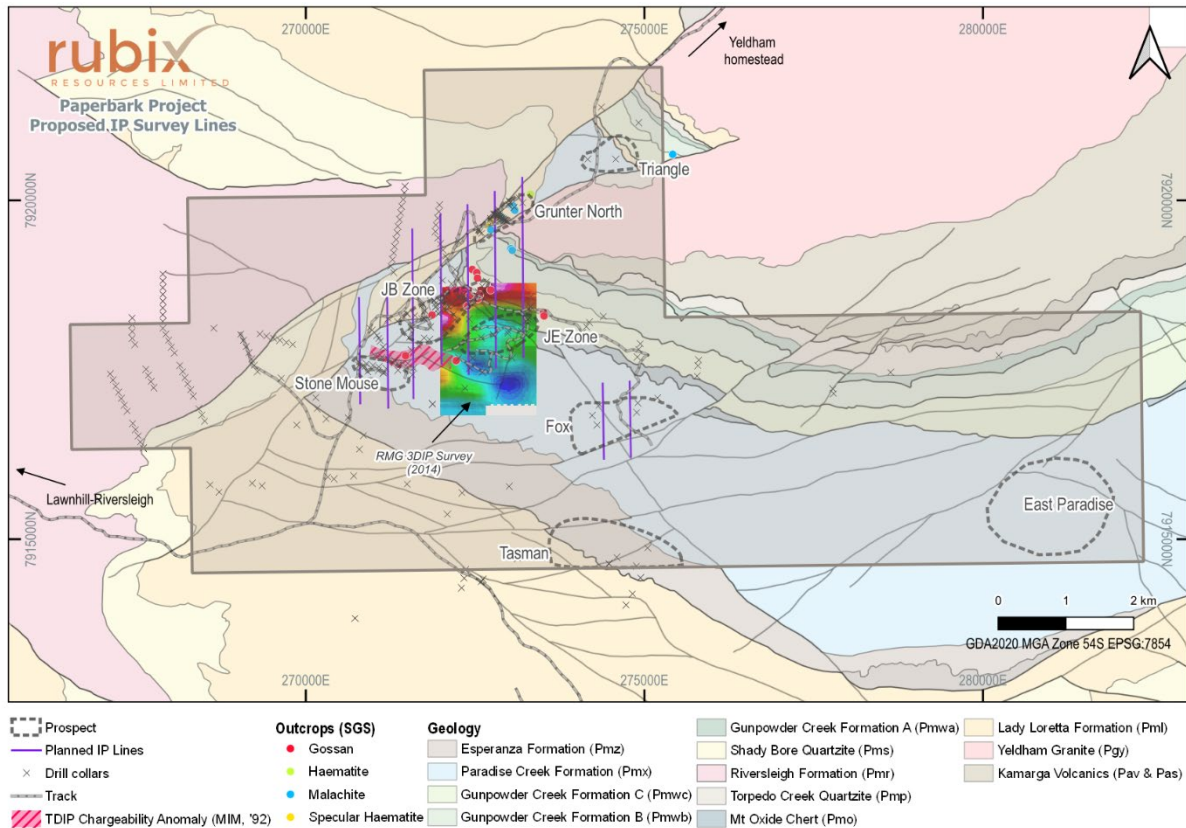 270000E
275000E
280000E
rubix
RESOURCES LIMITED
Paperbark Project
Proposed IP Survey Lines
Yeldham
homestead
Triangle
7920000N
7920000N
Grunter North
JB Zone
JE Zone
Stone Mouse
Fox
RMG 3DIP Survey
(2014)
Lawnhill-Riversleigh
East Paradise
7915000N
7915000N
Tasman
0 1 2 km
GDA2020 MGA Zone 54S EPSG:7854
270000E
275000E
280000E
Prospect
Planned IP Lines
Drill collars
Track
TDIP Chargeability Anomaly (MIM, '92)
Outcrops (SGS)
Gossan
Haematite
Malachite
Specular Haematite
Geology
Esperanza Formation (Pmz)
Paradise Creek Formation (Pmx)
Gunpowder Creek Formation C (Pmwc)
Gunpowder Creek Formation B (Pmwb)
Gunpowder Creek Formation A (Pmwa)
Shady Bore Quartzite (Pms)
Riversleigh Formation (Pmr)
Torpedo Creek Quartzite (Pmp)
Mt Oxide Chert (Pmo)
Lady Loretta Formation (Pml)
Yeldham Granite (Pgy)
Kamarga Volcanics (Pav & Pas)